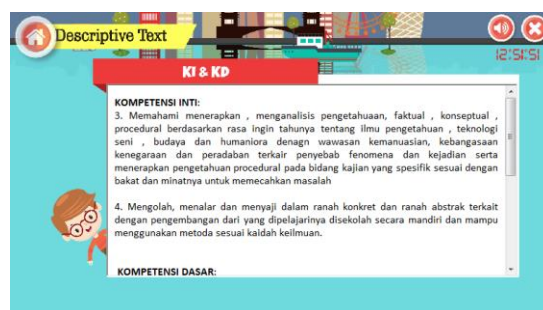 Descriptive Text
12:51:51
KI & KD
KOMPETENSI INTI:
3. Memahami menerapkan , menganalisis pengetahuaan, faktual , konseptual ,
procedural berdasarkan rasa ingin tahunya tentang ilmu pengetahuan , teknologi
seni , budaya dan humaniora denagn wawasan kemanusiaan, kebangasaan
kenegaraan dan peradaban terkair penyebab fenomena dan kejadian serta
menerapkan pengetahuan procedural pada bidang kajian yang spesifik sesuai dengan
bakat dan minatnya untuk memecahkan masalah
4. Mengolah, menalar dan menyaji dalam ranah konkret dan ranah abstrak terkait
dengan pengembangan dari yang dipelajarinya disekolah secara mandiri dan mampu
menggunakan metoda sesuai kaidah keilmuan.
KOMPETENSI DASAR: